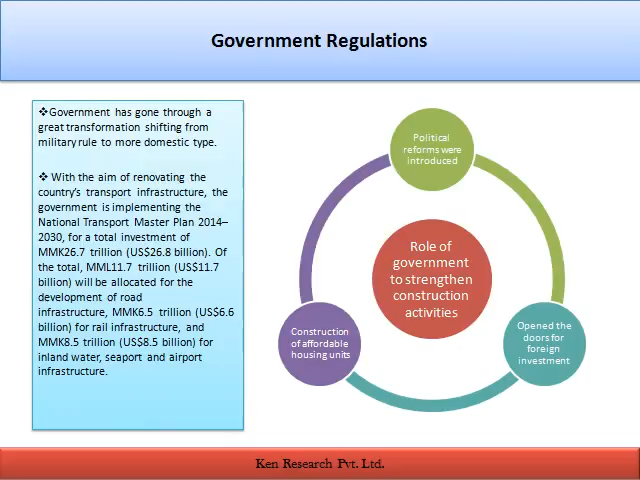 Government Regulations
❖Government has gone through a
great transformation shifting from
military rule to more domestic type.
❖ With the aim of renovating the
country's transport infrastructure, the
government is implementing the
National Transport Master Plan 2014–
2030, for a total investment of
MMK26.7 trillion (US$26.8 billion). Of
the total, MML11.7 trillion (US$11.7
billion) will be allocated for the
development of road
infrastructure, MMK6.5 trillion (US$6.6
billion) for rail infrastructure, and
MMK8.5 trillion (US$8.5 billion) for
inland water, seaport and airport
infrastructure.
Political
reforms were
introduced
Role of
government
to strengthen
construction
activities
Opened the
doors for
foreign
investment
Construction
of affordable
housing units
Ken Research Pvt. Ltd.